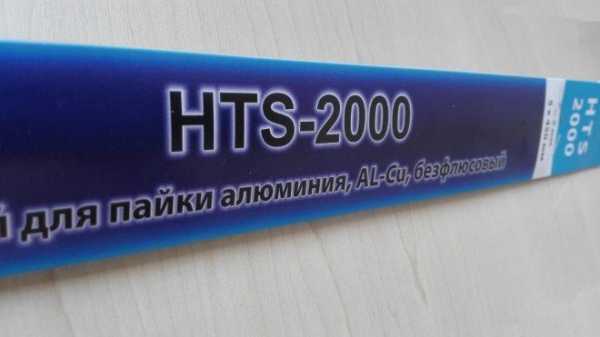 HTS-2000
й для пайки алюминия, AL-Cu, безфлюсовый
HTS
2000